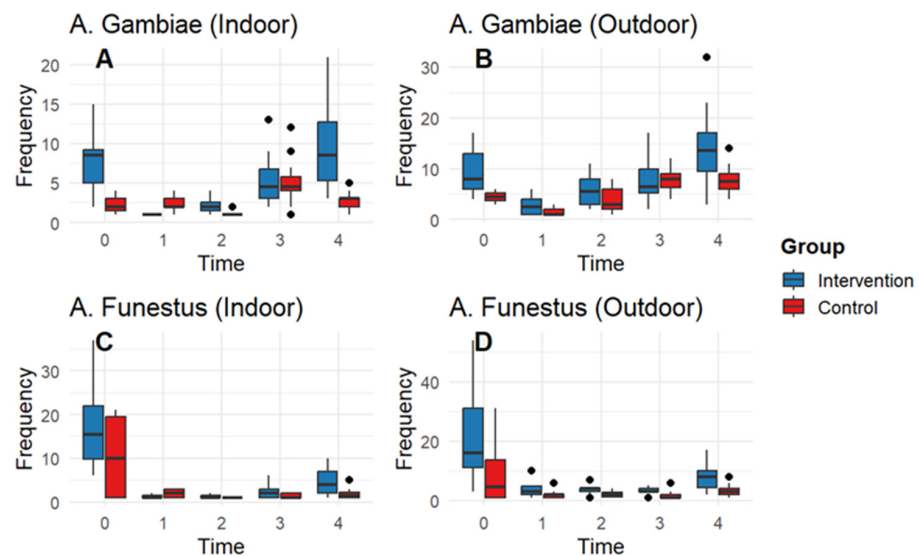 A. Gambiae (Indoor)
A
Frequency
20
15
10
5
0
0 1 2 3 4
Time
A. Gambiae (Outdoor)
B
Frequency
30
20
10
0
0 1 2 3 4
Time
Group
Intervention
Control
A. Funestus (Indoor)
C
Frequency
30
20
10
0
0 1 2 3 4
Time
A. Funestus (Outdoor)
D
Frequency
40
20
0
0 1 2 3 4
Time